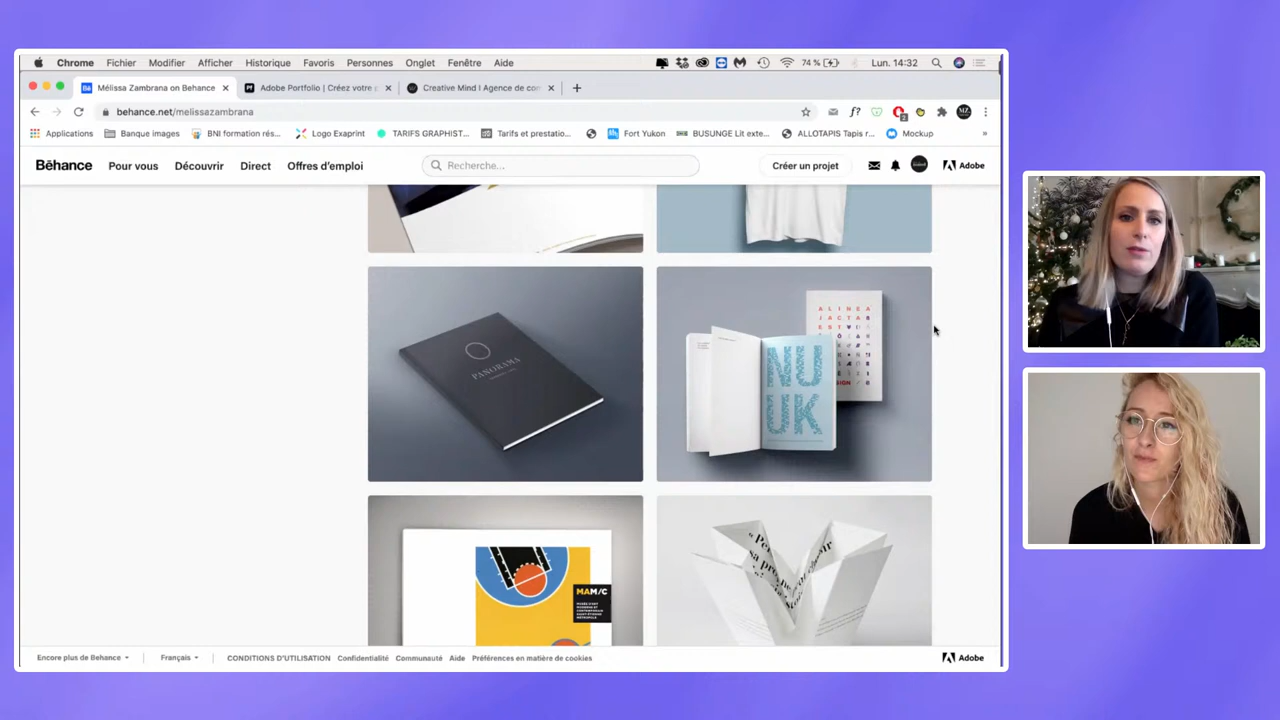 Chrome Fichier Modifier Afficher Historique Favoris Personnes Onglet Fenêtre Aide 74 % Lun. 14:32
Mélissa Zambrana on Behance Adobe Portfolio | Créez votre p Creative Mind I Agence de con
behance.net/melissazambrana
Applications Banque images BNI formation rés... Logo Exaprint TARIFS GRAPHIST... Tarifs et prestatio... Fort Yukon BUSUNGE Lit exte... ALLOTAPIS Tapis r... Mockup »
Bēhance Pour vous Découvrir Direct Offres d'emploi Recherche... Créer un projet Adobe
PANORAMA
NU
UK
ALINEA
MAM/C
Encore plus de Behance Français CONDITIONS D'UTILISATION Confidentialité Communauté Aide Préférences en matière de cookies Adobe